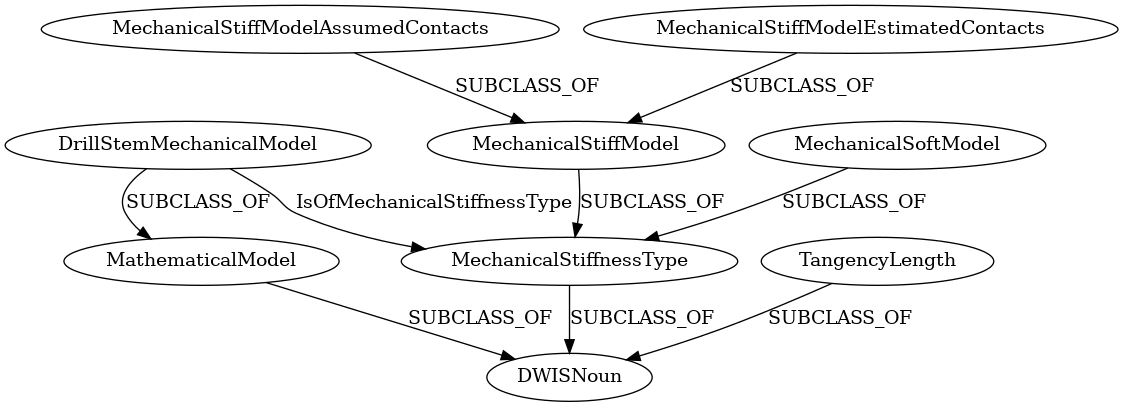 MechanicalStiffModelAssumedContacts
MechanicalStiffModelEstimatedContacts
SUBCLASS_OF
SUBCLASS_OF
DrillStemMechanicalModel
MechanicalStiffModel
MechanicalSoftModel
SUBCLASS_OF
IsOfMechanicalStiffnessType
SUBCLASS_OF
SUBCLASS_OF
MathematicalModel
MechanicalStiffnessType
TangencyLength
SUBCLASS_OF
SUBCLASS_OF
SUBCLASS_OF
DWISNoun